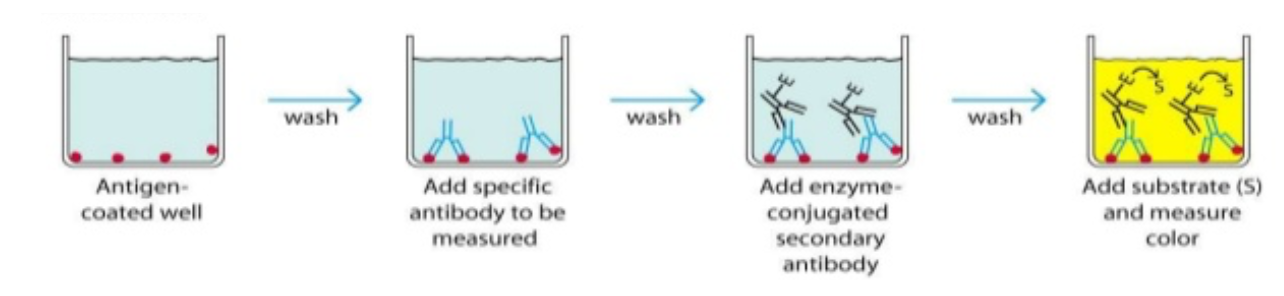 Antigen-
coated well
wash
Add specific
antibody to be
measured
wash
E
E
Add enzyme-
conjugated
secondary
antibody
wash
E
S
E
S
Add substrate (S)
and measure
color